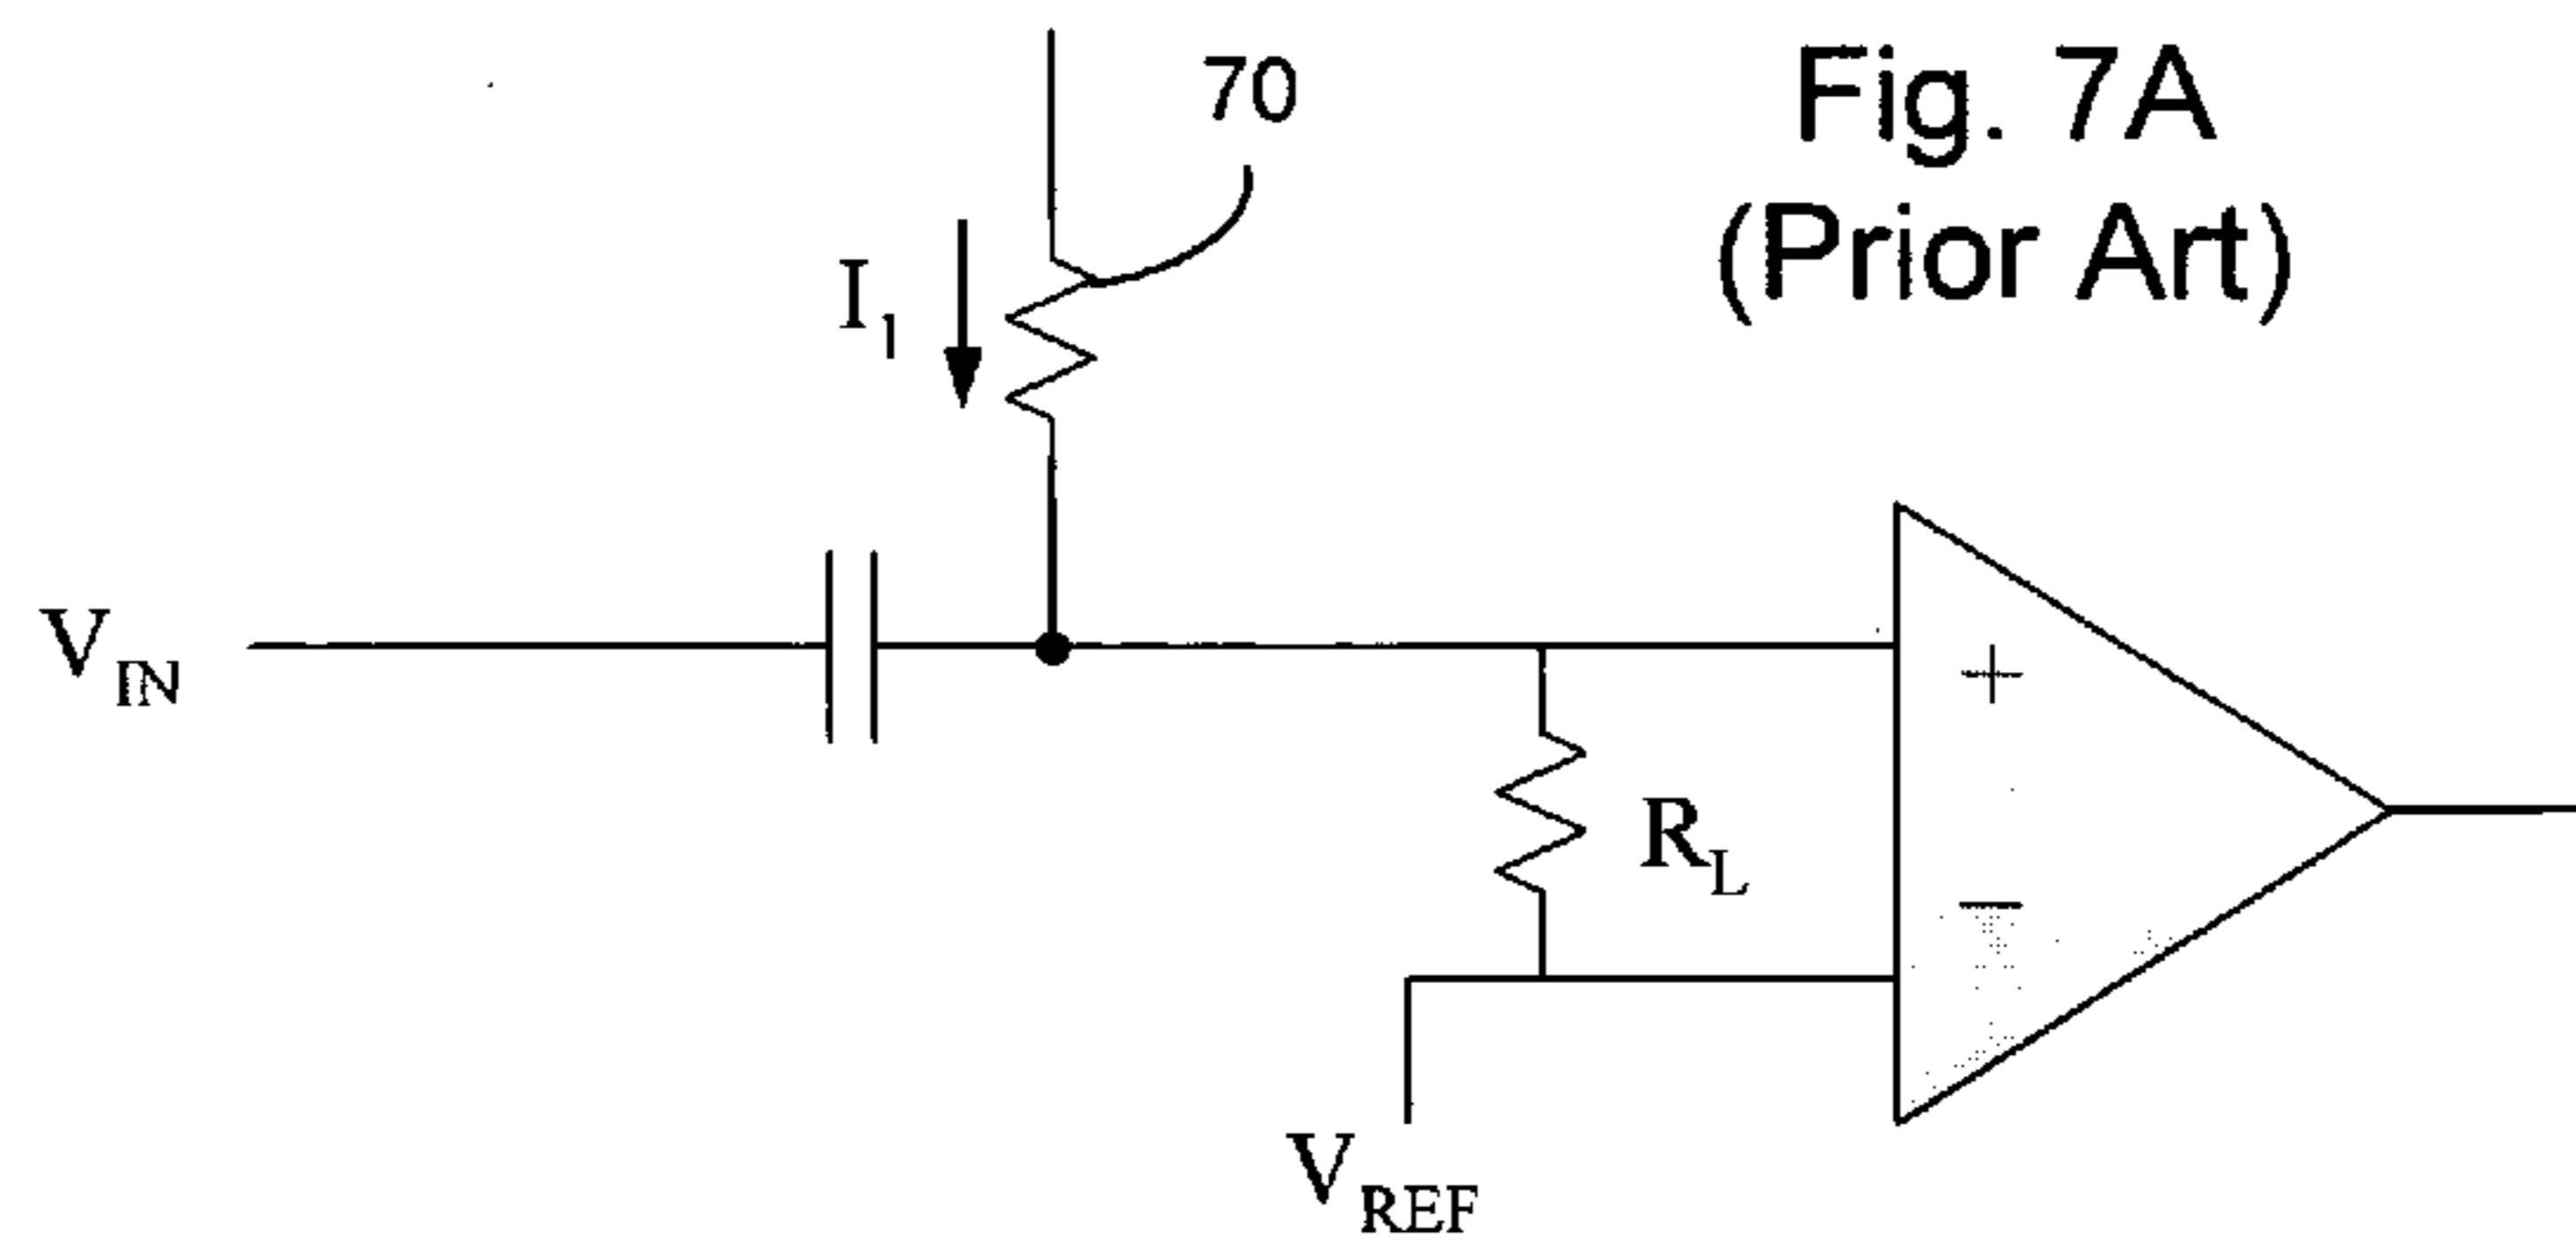 70
Fig. 7A
(Prior Art)
I1
VIN
+
RL
−
VREF